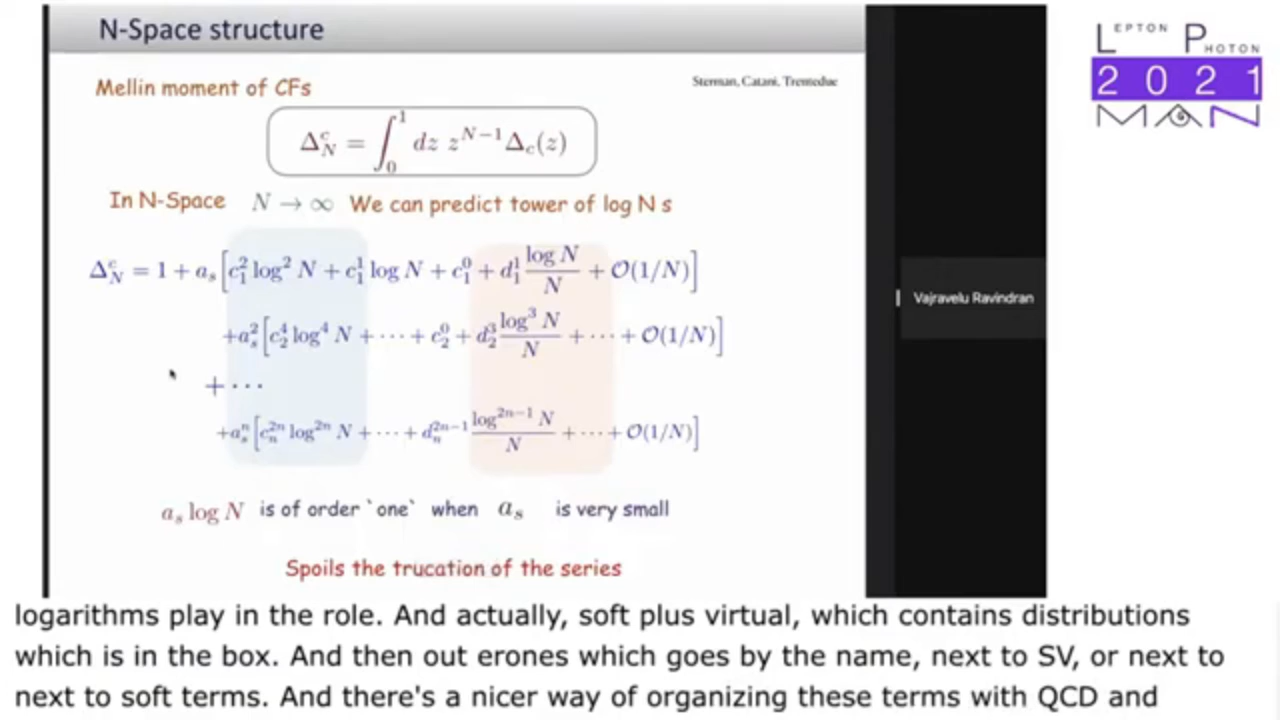 N-Space structure
LEPTON PHOTON
2021
MAN
Mellin moment of CFs
Sterman, Catani, Trentedue
Δ_N^c = ∫_0^1 dz z^{N-1} Δ_c(z)
In N-Space N → ∞ We can predict tower of log N s
Δ_N^c = 1 + a_s [c_1^2 log^2 N + c_1^1 log N + c_1^0 + d_1^1 log N / N + O(1/N)]
+a_s^2 [c_2^4 log^4 N + ··· + c_2^0 + d_2^3 log^3 N / N + ··· + O(1/N)]
+ ···
+a_s^n [c_n^{2n} log^{2n} N + ··· + d_n^{2n-1} log^{2n-1} N / N + ··· + O(1/N)]
a_s log N is of order `one` when a_s is very small
Spoils the trucation of the series
Vajravelu Ravindran
logarithms play in the role. And actually, soft plus virtual, which contains distributions
which is in the box. And then out erones which goes by the name, next to SV, or next to
next to soft terms. And there's a nicer way of organizing these terms with QCD and